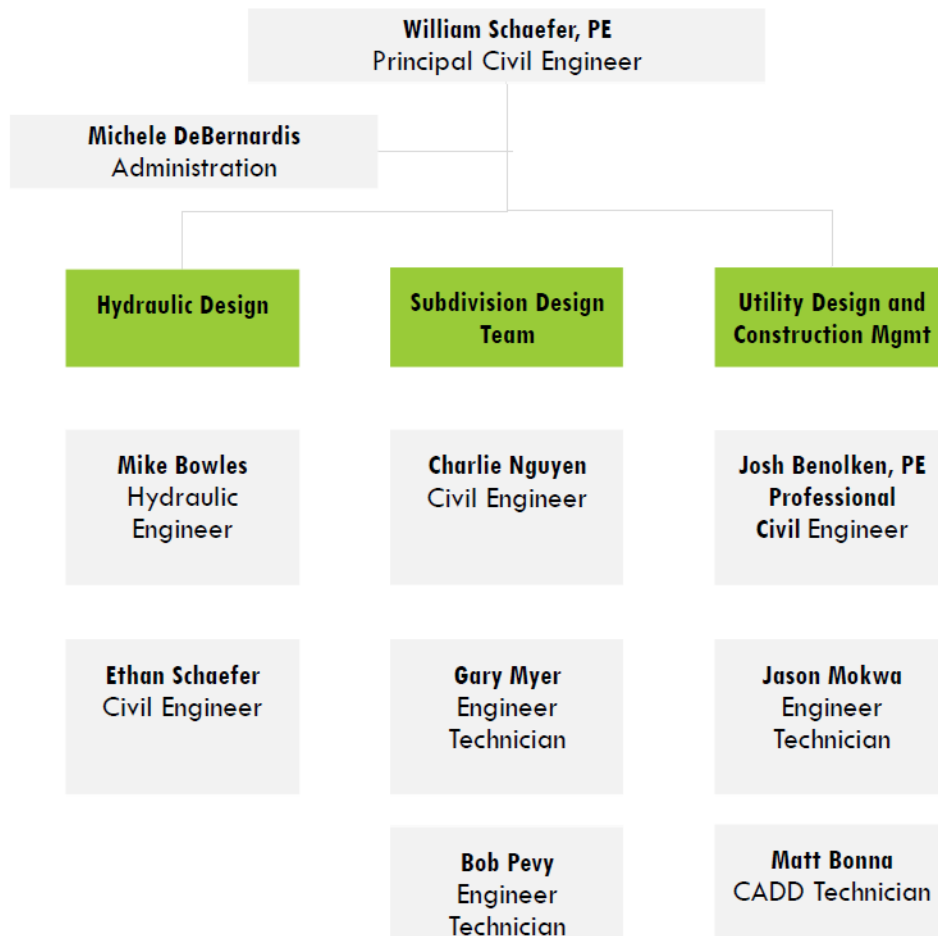 William Schaefer, PE
Principal Civil Engineer
Michele DeBernardis
Administration
Hydraulic Design
Subdivision Design
Team
Utility Design and
Construction Mgmt
Mike Bowles
Hydraulic
Engineer
Charlie Nguyen
Civil Engineer
Josh Benolken, PE
Professional
Civil Engineer
Ethan Schaefer
Civil Engineer
Gary Myer
Engineer
Technician
Jason Mokwa
Engineer
Technician
Bob Pevy
Engineer
Technician
Matt Bonna
CADD Technician